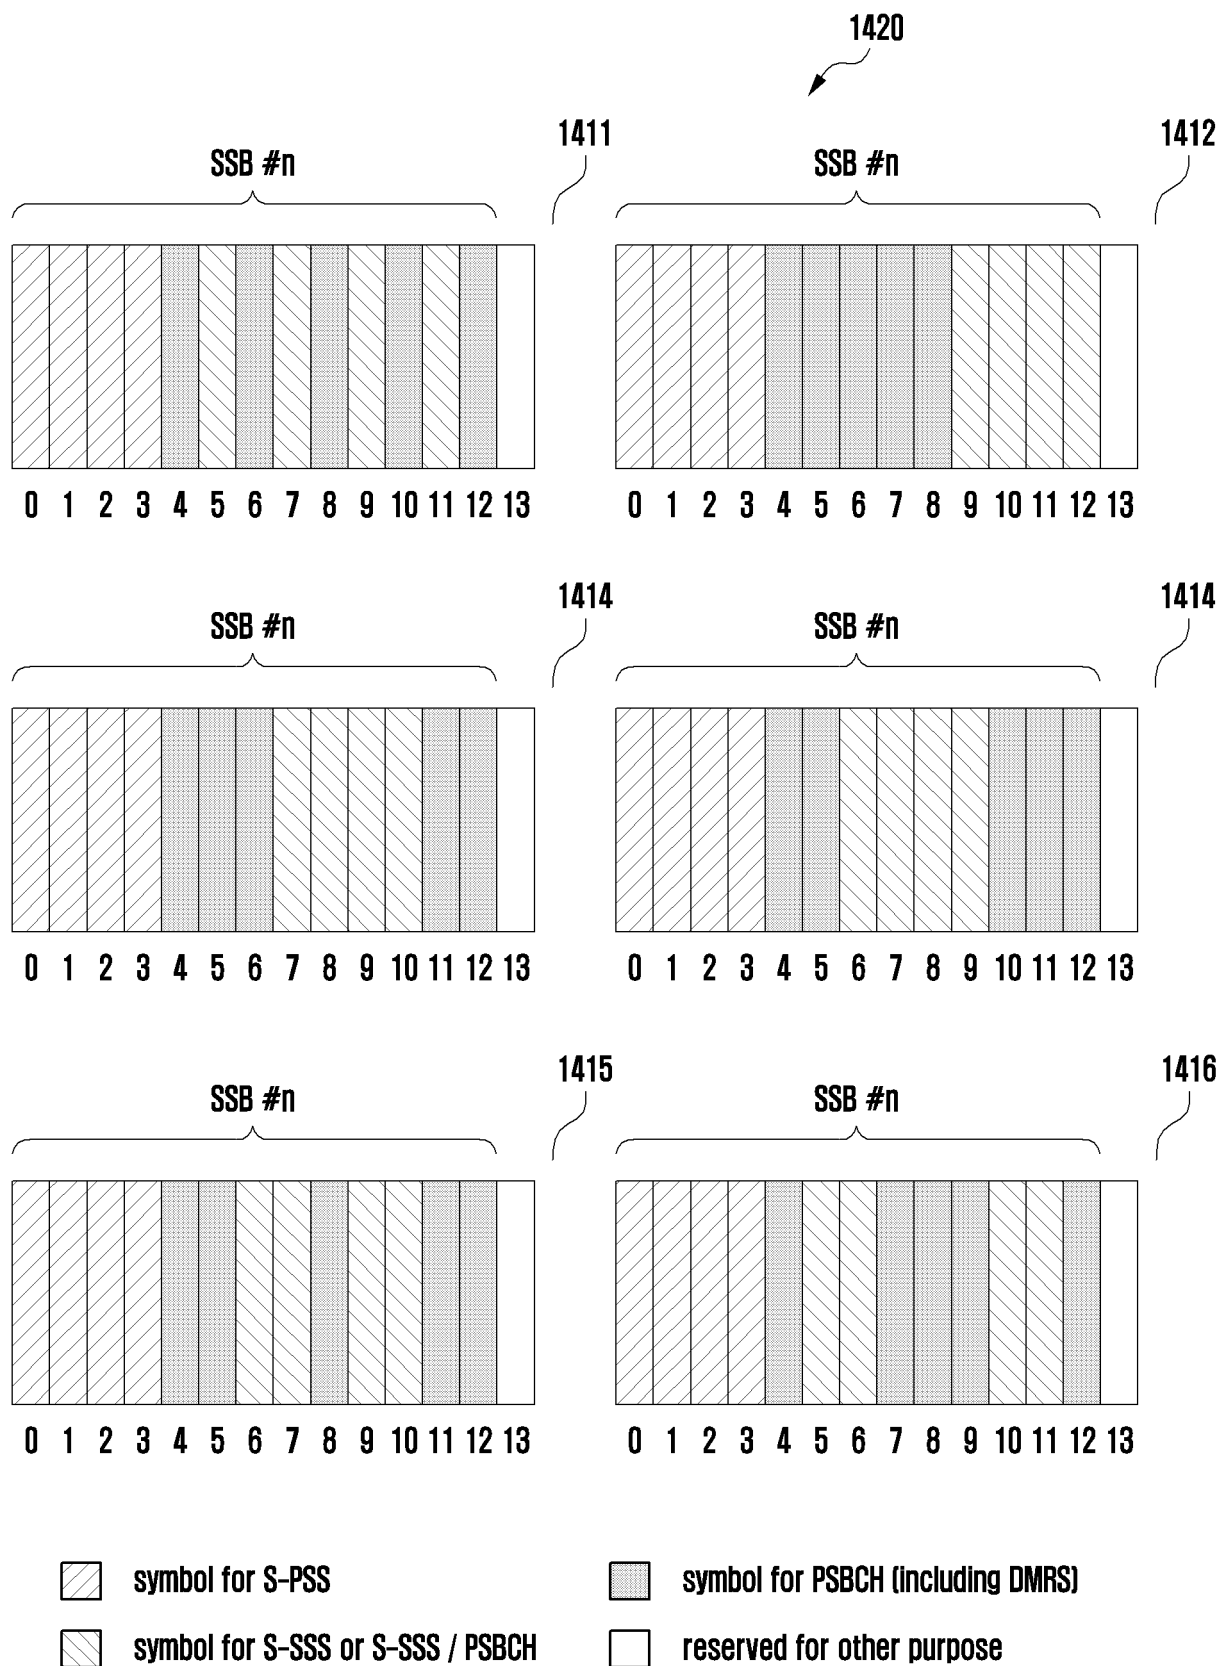 1420
1411 1412
SSB #n SSB #n
0 1 2 3 4 5 6 7 8 9 10 11 12 13 0 1 2 3 4 5 6 7 8 9 10 11 12 13
1414 1414
SSB #n SSB #n
0 1 2 3 4 5 6 7 8 9 10 11 12 13 0 1 2 3 4 5 6 7 8 9 10 11 12 13
1415 1416
SSB #n SSB #n
0 1 2 3 4 5 6 7 8 9 10 11 12 13 0 1 2 3 4 5 6 7 8 9 10 11 12 13
symbol for S-PSS symbol for PSBCH (including DMRS)
symbol for S-SSS or S-SSS / PSBCH reserved for other purpose